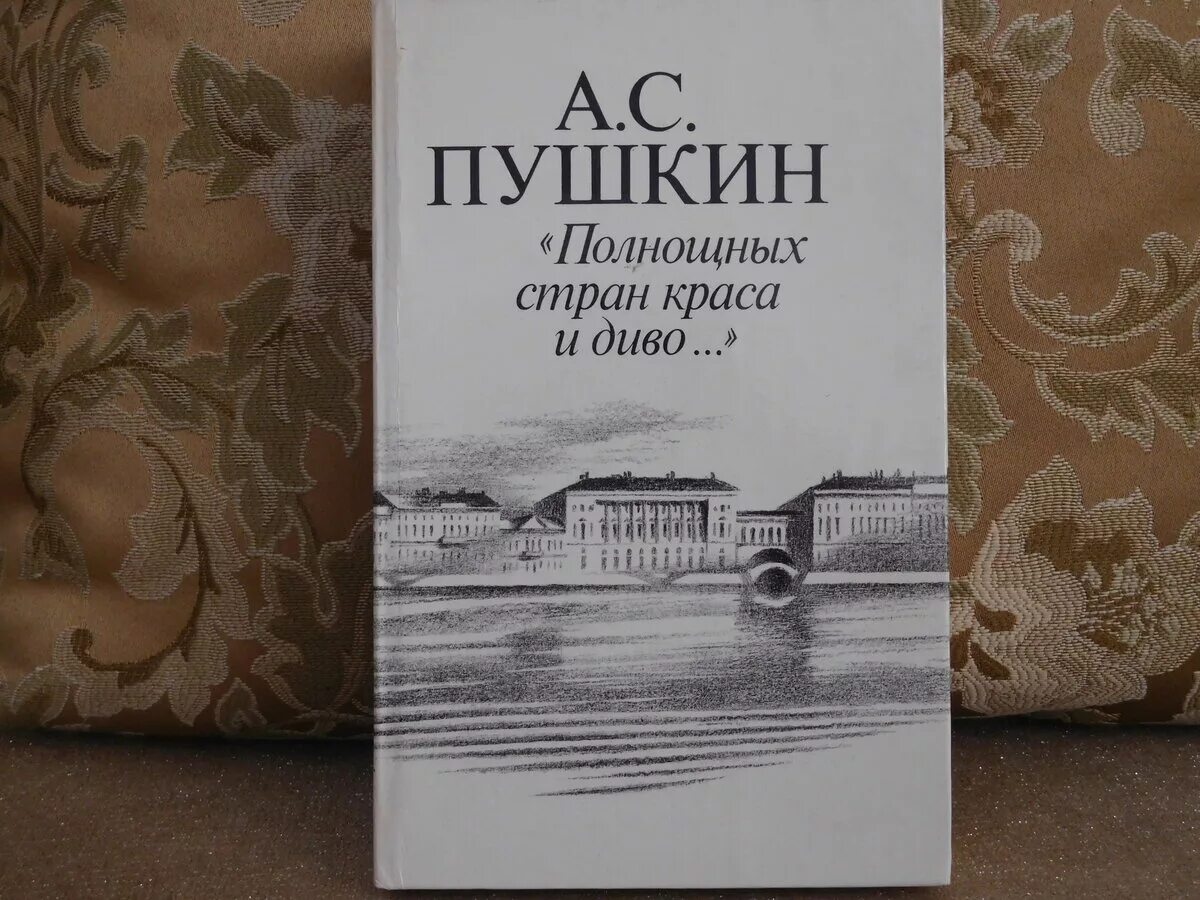 А.С.
ПУШКИН
«Полнощных
стран краса
и диво...»